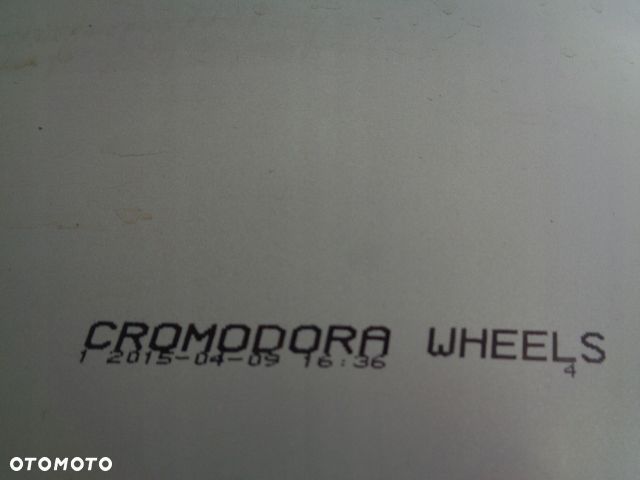 CROMODORA WHEELS
1 2015-04-09 16:36 4
OTOMOTO